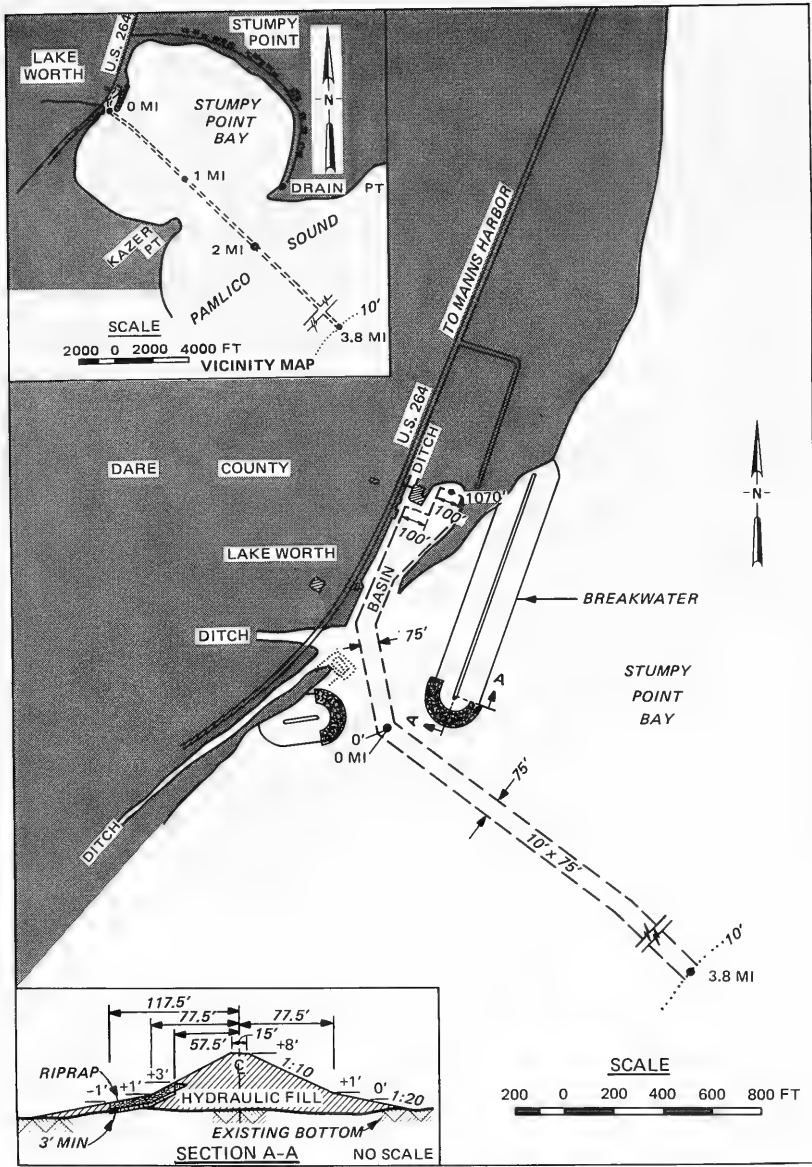 U.S. 264
STUMPY
POINT
LAKE
WORTH
-N-
0 MI
STUMPY
POINT
BAY
1 MI
DRAIN PT
KAZER
PT
2 MI
SOUND
PAMLICO
10'
3.8 MI
SCALE
2000 0 2000 4000 FT
VICINITY MAP
TO MANNS HARBOR
U.S. 264
DITCH
DARE COUNTY
-N-
1070'
100'
100'
LAKE WORTH
BASIN
BREAKWATER
DITCH
75'
STUMPY
POINT
BAY
A
A
0'
0 MI
75'
10' x 75'
DITCH
10'
3.8 MI
117.5'
77.5'
77.5'
57.5'
15'
+8'
RIPRAP
+3'
℄
1:10
-1'
+1'
+1'
0'
1:20
HYDRAULIC FILL
3' MIN
EXISTING BOTTOM
SECTION A-A
NO SCALE
SCALE
200 0 200 400 600 800 FT